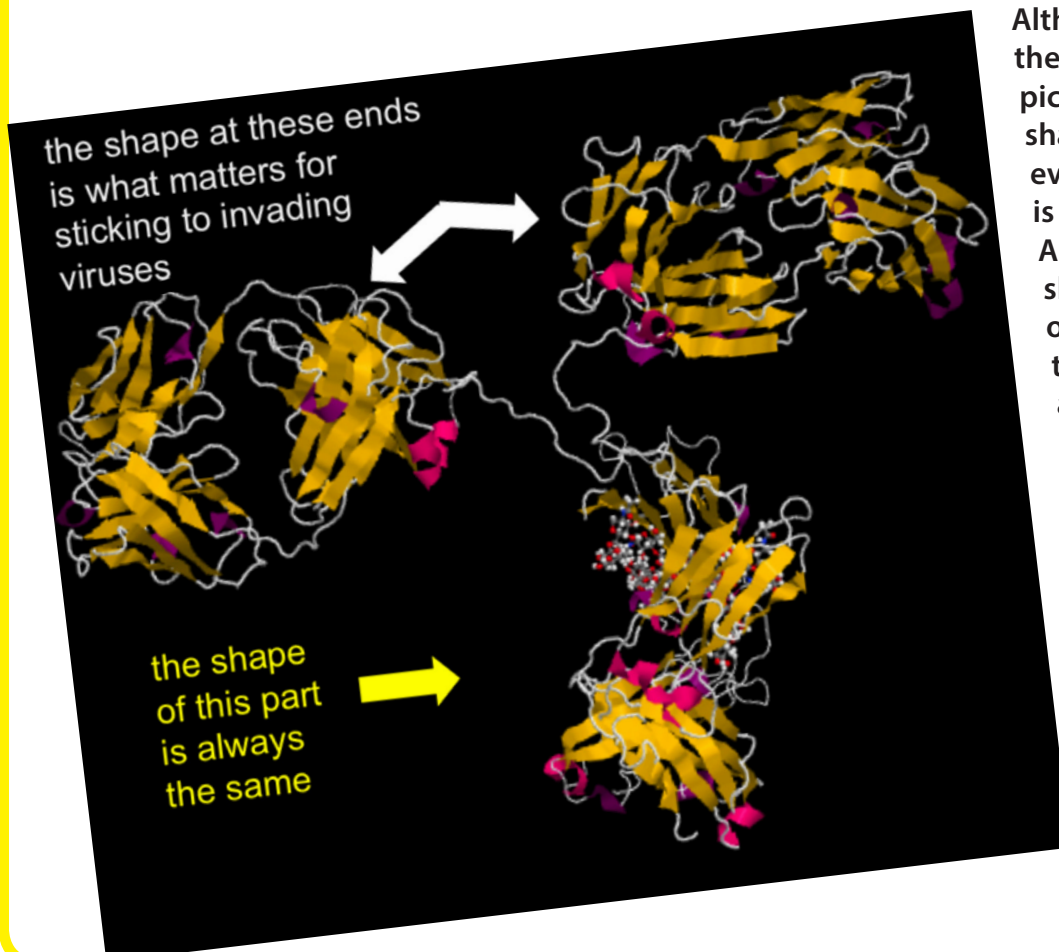 the shape at these ends
is what matters for
sticking to invading
viruses
the shape
of this part
is always
the same
is